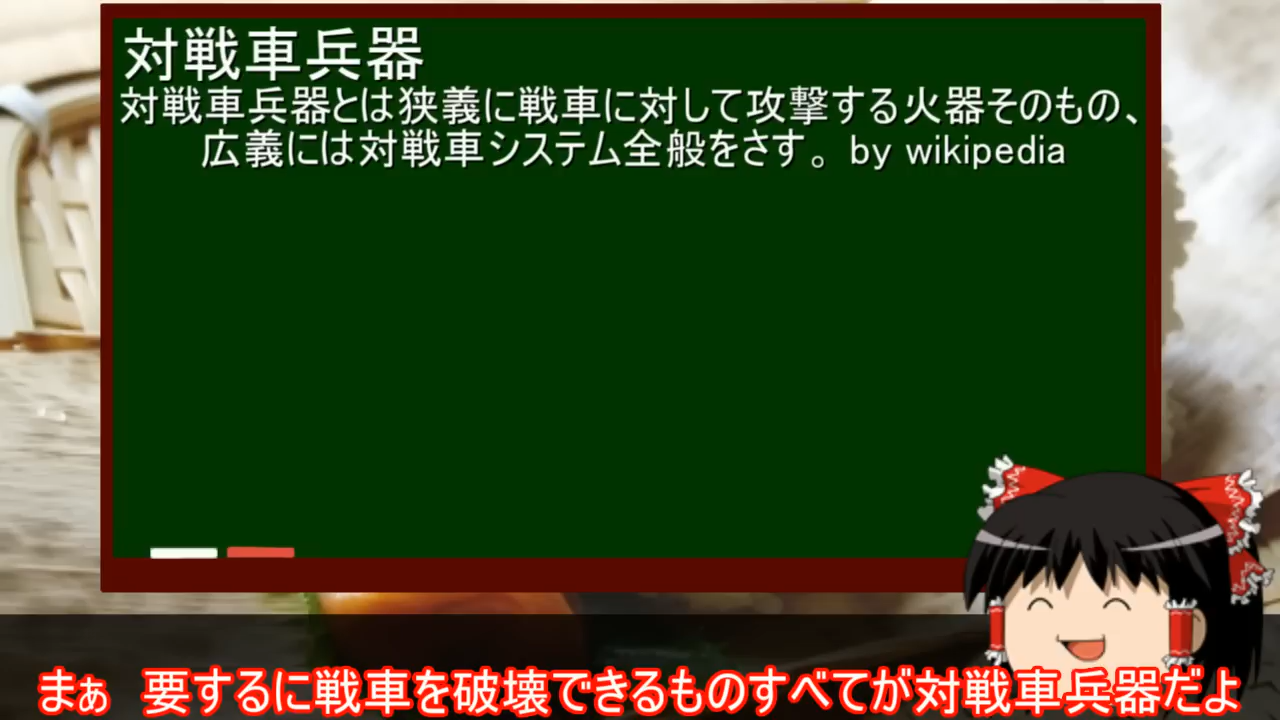 対戦車兵器
対戦車兵器とは狭義に戦車に対して攻撃する火器そのもの、
広義には対戦車システム全般をさす。 by wikipedia
まぁ　要するに戦車を破壊できるものすべてが対戦車兵器だよ